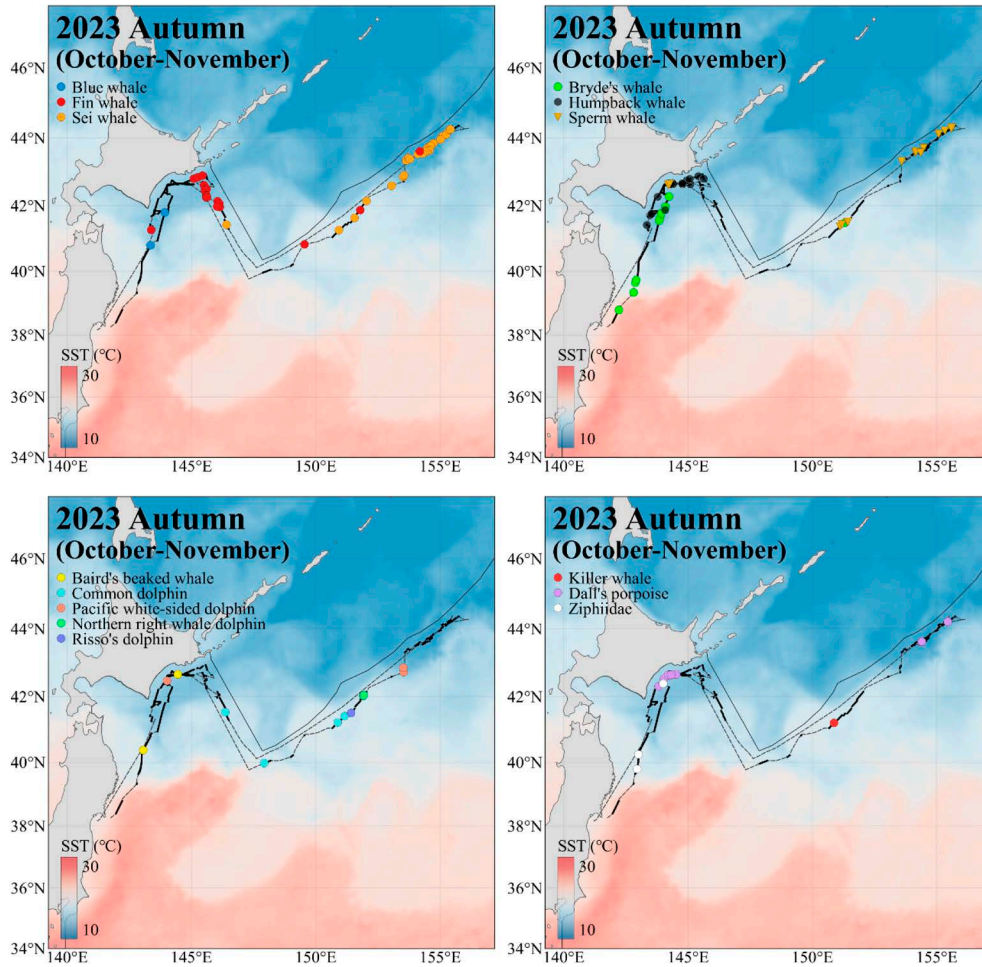 2023 Autumn
(October-November)
Blue whale
Fin whale
Sei whale
46°N
44°N
42°N
40°N
38°N
36°N
34°N
SST (℃)
30
10
140°E
145°E
150°E
155°E
2023 Autumn
(October-November)
Bryde's whale
Humpback whale
Sperm whale
46°N
44°N
42°N
40°N
38°N
36°N
34°N
SST (℃)
30
10
140°E
145°E
150°E
155°E
2023 Autumn
(October-November)
Baird's beaked whale
Common dolphin
Pacific white-sided dolphin
Northern right whale dolphin
Risso's dolphin
46°N
44°N
42°N
40°N
38°N
36°N
34°N
SST (℃)
30
10
140°E
145°E
150°E
155°E
2023 Autumn
(October-November)
Killer whale
Dall's porpoise
Ziphiidae
46°N
44°N
42°N
40°N
38°N
36°N
34°N
SST (℃)
30
10
140°E
145°E
150°E
155°E